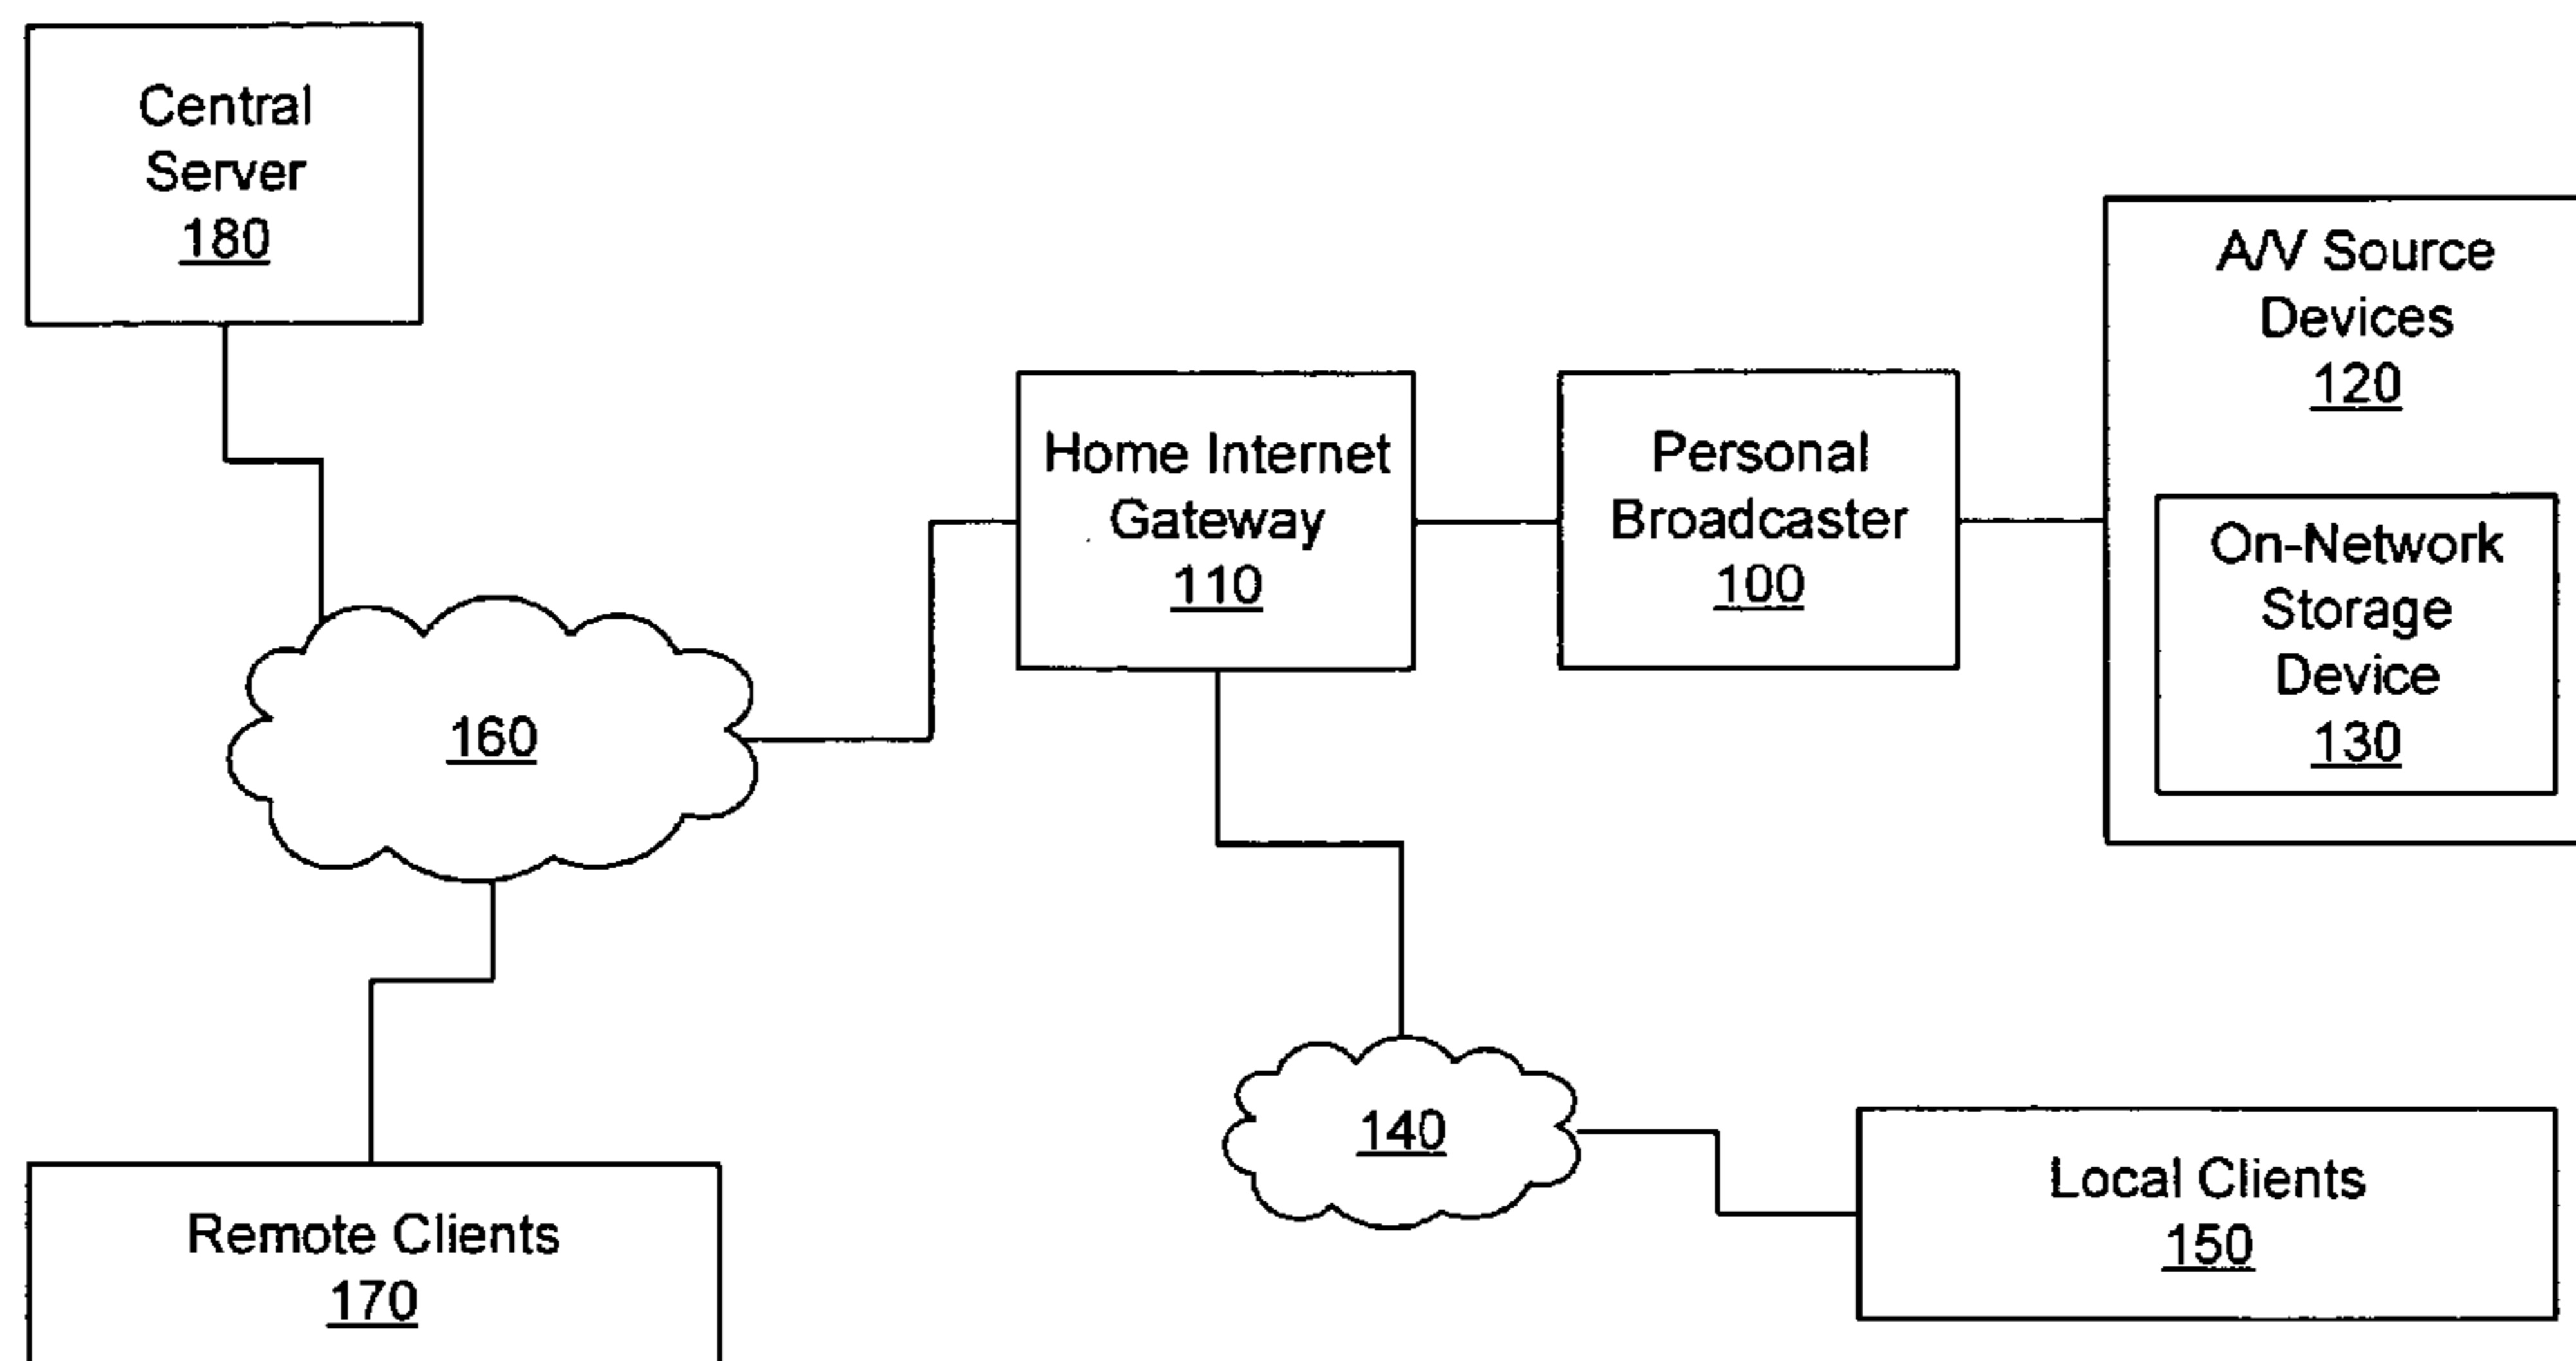 Central
Server
180
A/V Source
Devices
120
Home Internet
Gateway
110
Personal
Broadcaster
100
On-Network
Storage
Device
130
160
140
Local Clients
150
Remote Clients
170